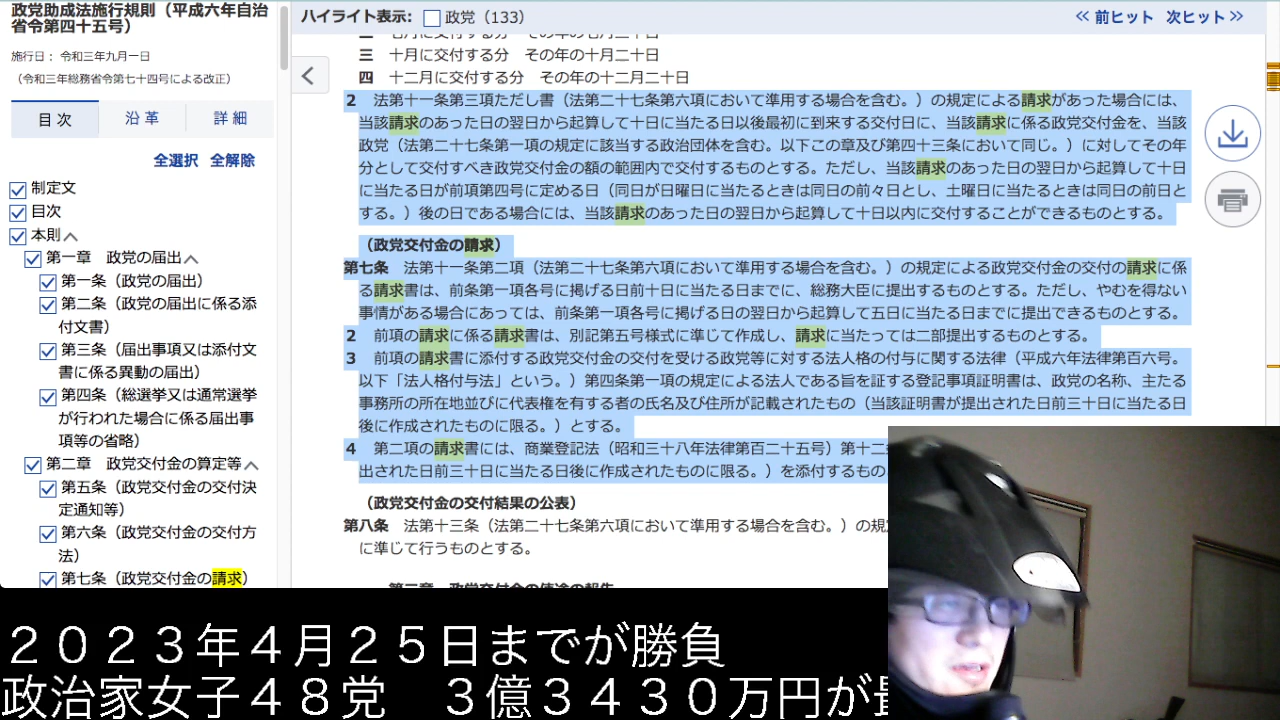 政党助成法施行規則（平成六年自治
省令第四十五号）
施行日： 令和三年九月一日
（令和三年総務省令第七十四号による改正）
目次 沿革 詳細
全選択 全解除
制定文
目次
本則
第一章　政党の届出
第一条（政党の届出）
第二条（政党の届出に係る添
付文書）
第三条（届出事項又は添付文
書に係る異動の届出）
第四条（総選挙又は通常選挙
が行われた場合に係る届出事
項等の省略）
第二章　政党交付金の算定等
第五条（政党交付金の交付決
定通知等）
第六条（政党交付金の交付方
法）
第七条（政党交付金の請求）
ハイライト表示: 政党（133） 前ヒット 次ヒット
三　十月に交付する分　その年の十月二十日
四　十二月に交付する分　その年の十二月二十日
2　法第十一条第三項ただし書（法第二十七条第六項において準用する場合を含む。）の規定による請求があった場合には、
当該請求のあった日の翌日から起算して十日に当たる日以後最初に到来する交付日に、当該請求に係る政党交付金を、当該
政党（法第二十七条第一項の規定に該当する政治団体を含む。以下この章及び第四十三条において同じ。）に対してその年
分として交付すべき政党交付金の額の範囲内で交付するものとする。ただし、当該請求のあった日の翌日から起算して十日
に当たる日が前項第四号に定める日（同日が日曜日に当たるときは同日の前々日とし、土曜日に当たるときは同日の前日と
する。）後の日である場合には、当該請求のあった日の翌日から起算して十日以内に交付することができるものとする。
（政党交付金の請求）
第七条　法第十一条第二項（法第二十七条第六項において準用する場合を含む。）の規定による政党交付金の交付の請求に係
る請求書は、前条第一項各号に掲げる日前十日に当たる日までに、総務大臣に提出するものとする。ただし、やむを得ない
事情がある場合にあっては、前条第一項各号に掲げる日の翌日から起算して五日に当たる日までに提出できるものとする。
2　前項の請求に係る請求書は、別記第五号様式に準じて作成し、請求に当たっては二部提出するものとする。
3　前項の請求書に添付する政党交付金の交付を受ける政党等に対する法人格の付与に関する法律（平成六年法律第百六号。
以下「法人格付与法」という。）第四条第一項の規定による法人である旨を証する登記事項証明書は、政党の名称、主たる
事務所の所在地並びに代表権を有する者の氏名及び住所が記載されたもの（当該証明書が提出された日前三十日に当たる日
後に作成されたものに限る。）とする。
4　第二項の請求書には、商業登記法（昭和三十八年法律第百二十五号）第十二
出された日前三十日に当たる日後に作成されたものに限る。）を添付するもの
（政党交付金の交付結果の公表）
第八条　法第十三条（法第二十七条第六項において準用する場合を含む。）の規
に準じて行うものとする。
２０２３年４月２５日までが勝負
政治家女子４８党　３億３４３０万円が